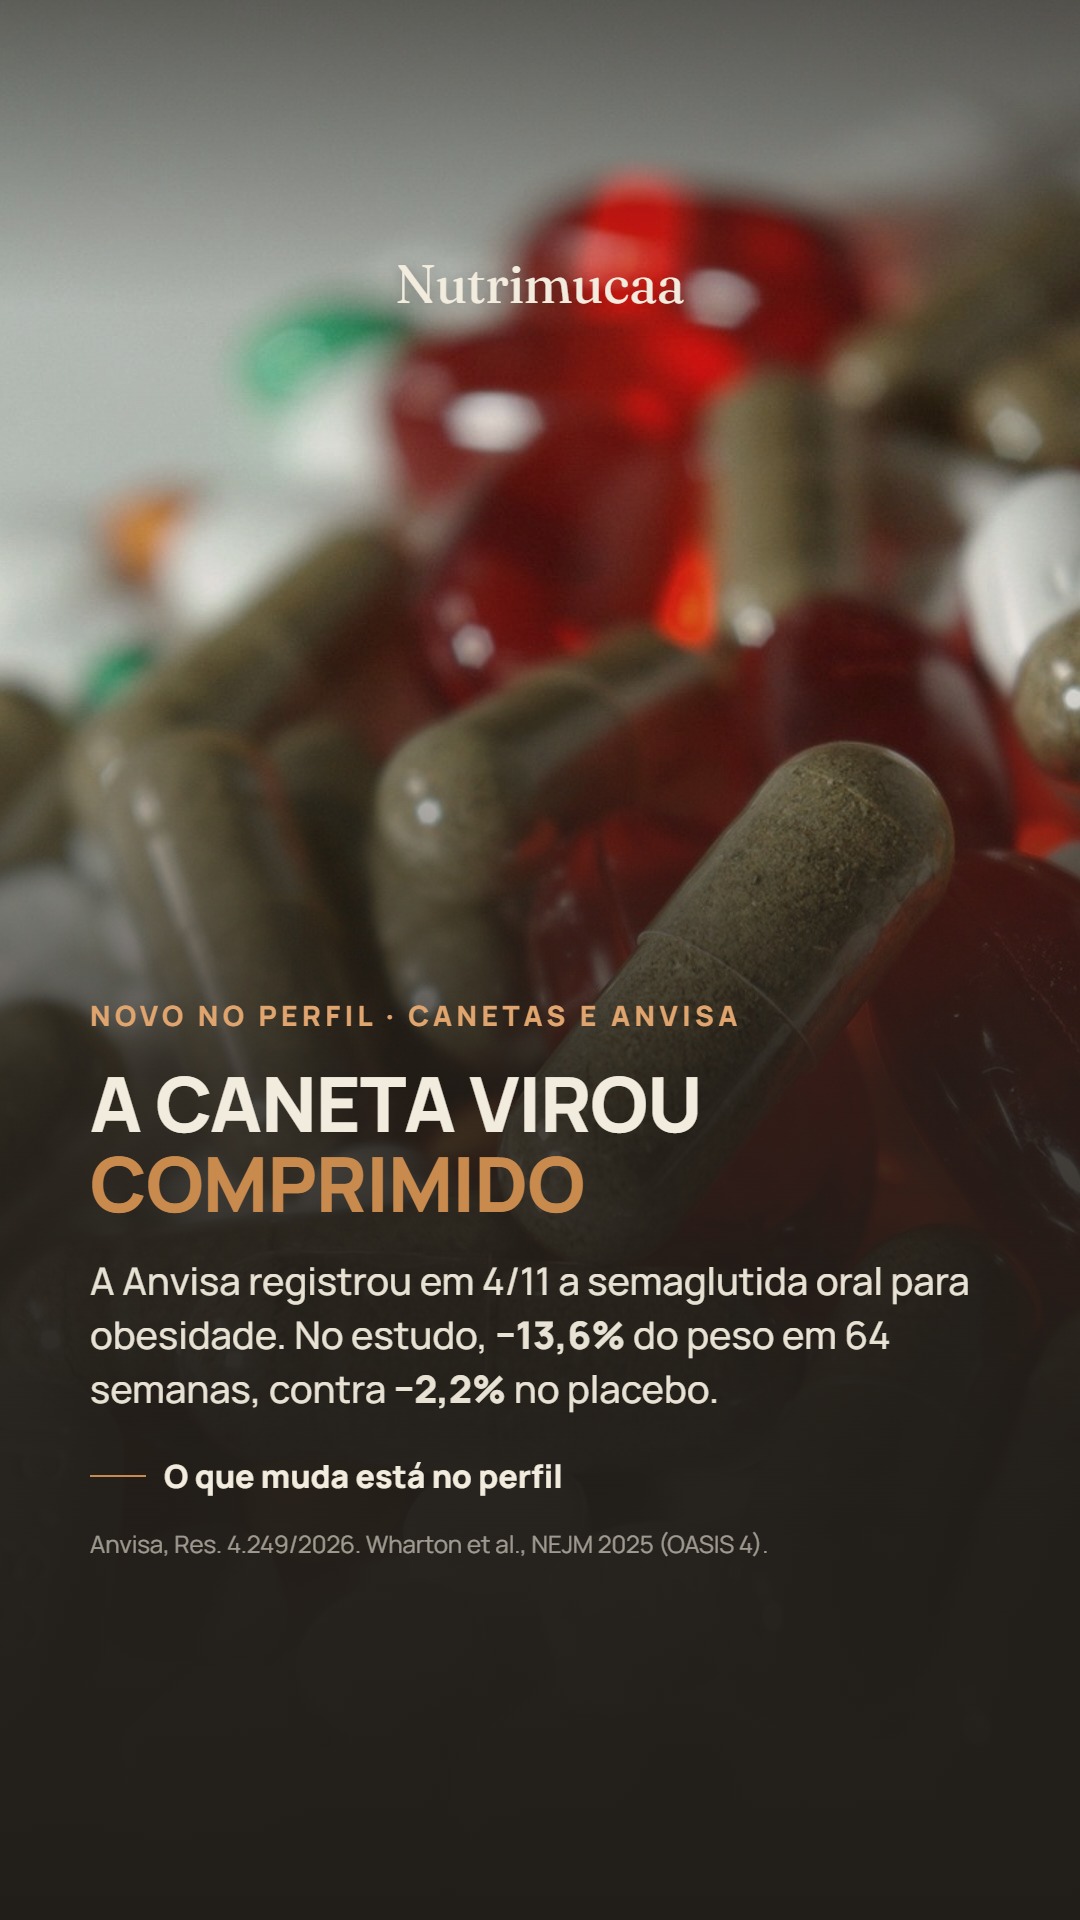 Nutrimucaa
NOVO NO PERFIL · CANETAS E ANVISA
A CANETA VIROU
COMPRIMIDO
A Anvisa registrou em 4/11 a semaglutida oral para
obesidade. No estudo, −13,6% do peso em 64
semanas, contra −2,2% no placebo.
O que muda está no perfil
Anvisa, Res. 4.249/2026. Wharton et al., NEJM 2025 (OASIS 4).